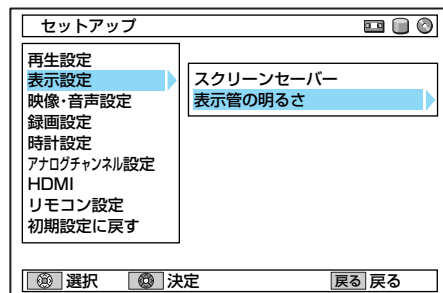 セットアップ
再生設定
表示設定
映像・音声設定
録画設定
時計設定
アナログチャンネル設定
HDMI
リモコン設定
初期設定に戻す
スクリーンセーバー
表示管の明るさ
選択 決定 戻る 戻る